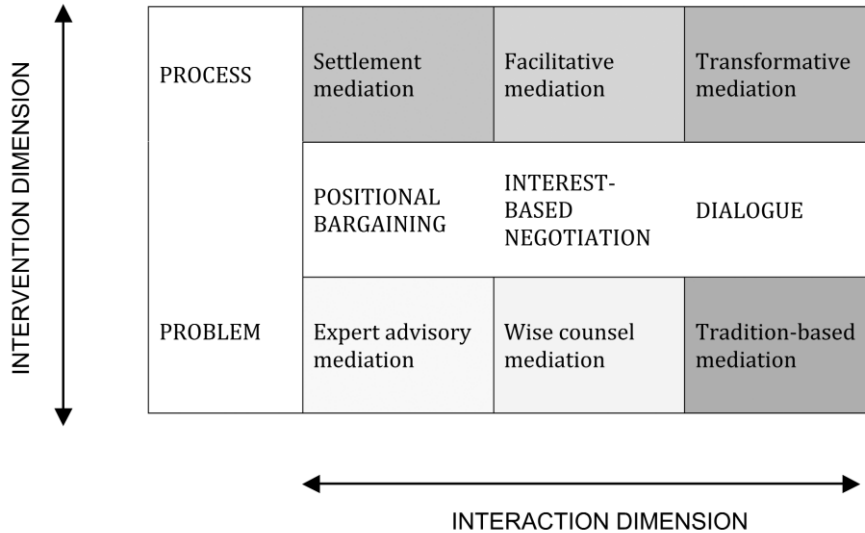 INTERVENTION DIMENSION
PROCESS
Settlement
mediation
Facilitative
mediation
Transformative
mediation
POSITIONAL
BARGAINING
INTEREST-
BASED
NEGOTIATION
DIALOGUE
PROBLEM
Expert advisory
mediation
Wise counsel
mediation
Tradition-based
mediation
INTERACTION DIMENSION